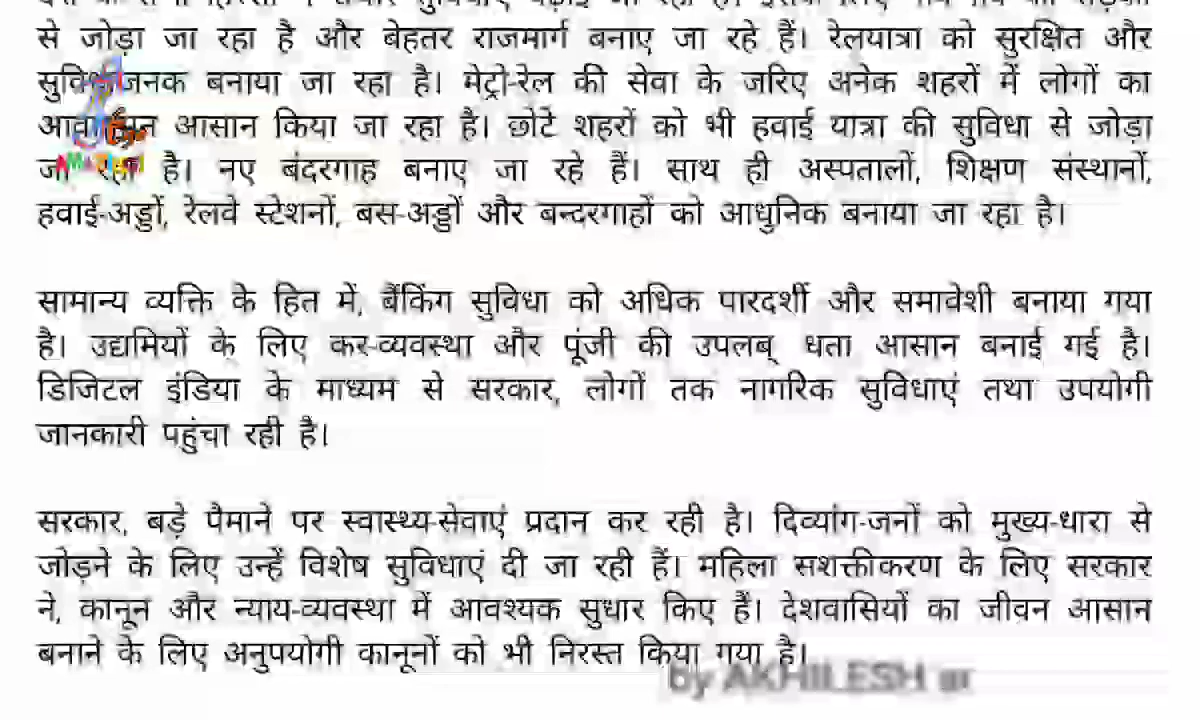 से जोड़ा जा रहा है और बेहतर राजमार्ग बनाए जा रहे हैं। रेलयात्रा को सुरक्षित और
बनाया जा रहा है। मेट्रो-रेल की सेवा के जरिए अनेक शहरों में लोगों का
आसान किया जा रहा है। छोटे शहरों को भी हवाई यात्रा की सुविधा से जोड़ा
है। नए बंदरगाह बनाए जा रहे हैं। साथ ही अस्पतालों, शिक्षण संस्थानों,
हवाई-अड्डों, रेलवे स्टेशनों, बस-अड्डों और बन्दरगाहों को आधुनिक बनाया जा रहा है।
सामान्य व्यक्ति के हित में, बैंकिंग सुविधा को अधिक पारदर्शी और समावेशी बनाया गया
है। उद्यमियों के लिए कर-व्यवस्था और पूंजी की उपलब् धता आसान बनाई गई है।
डिजिटल इंडिया के माध्यम से सरकार, लोगों तक नागरिक सुविधाएं तथा उपयोगी
जानकारी पहुंचा रही है।
सरकार, बड़े पैमाने पर स्वास्थ्य-सेवाएं प्रदान कर रही है। दिव्यांग-जनों को मुख्य-धारा से
जोड़ने के लिए उन्हें विशेष सुविधाएं दी जा रही हैं। महिला सशक्तीकरण के लिए सरकार
ने, कानून और न्याय-व्यवस्था में आवश्यक सुधार किए हैं। देशवासियों का जीवन आसान
बनाने के लिए अनुपयोगी कानूनों को भी निरस्त किया गया है।
by AKHILESH